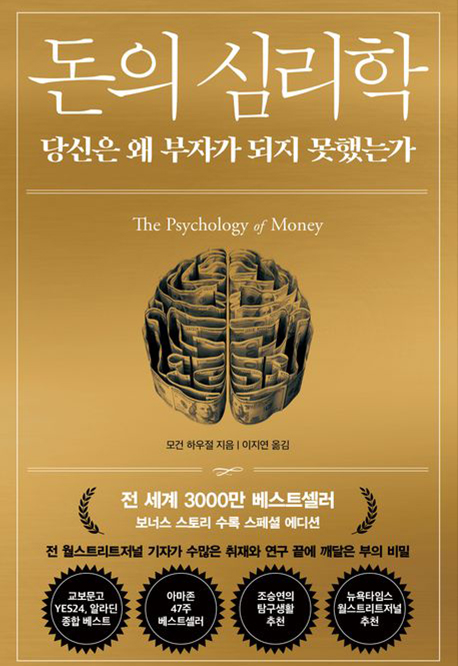 돈의 심리학
당신은 왜 부자가 되지 못했는가
The Psychology of Money
모건 하우절 지음 | 이지연 옮김
전 세계 3000만 베스트셀러
보너스 스토리 수록 스페셜 에디션
전 월스트리트저널 기자가 수많은 취재와 연구 끝에 깨달은 부의 비밀
교보문고
YES24, 알라딘
종합 베스트
아마존
47주
베스트셀러
조승연의
탐구생활
추천
뉴욕타임스
월스트리트저널
추천